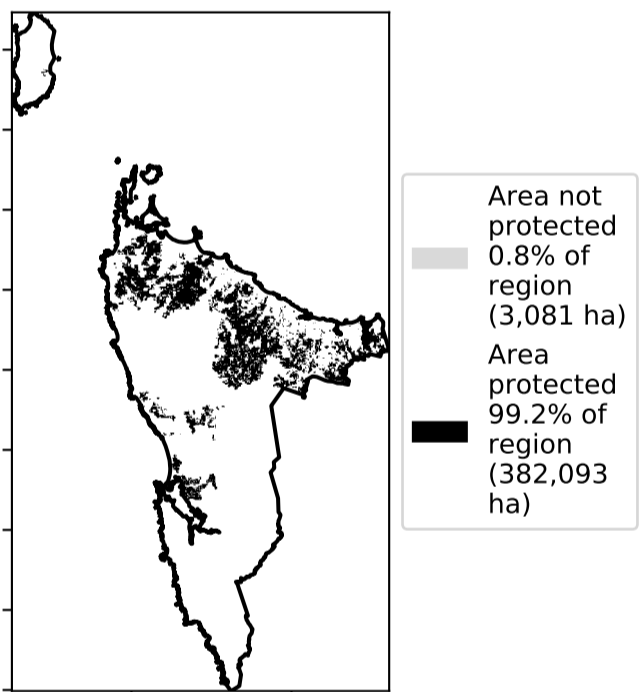 Area not
protected
0.8% of
region
(3,081 ha)
Area
protected
99.2% of
region
(382,093
ha)